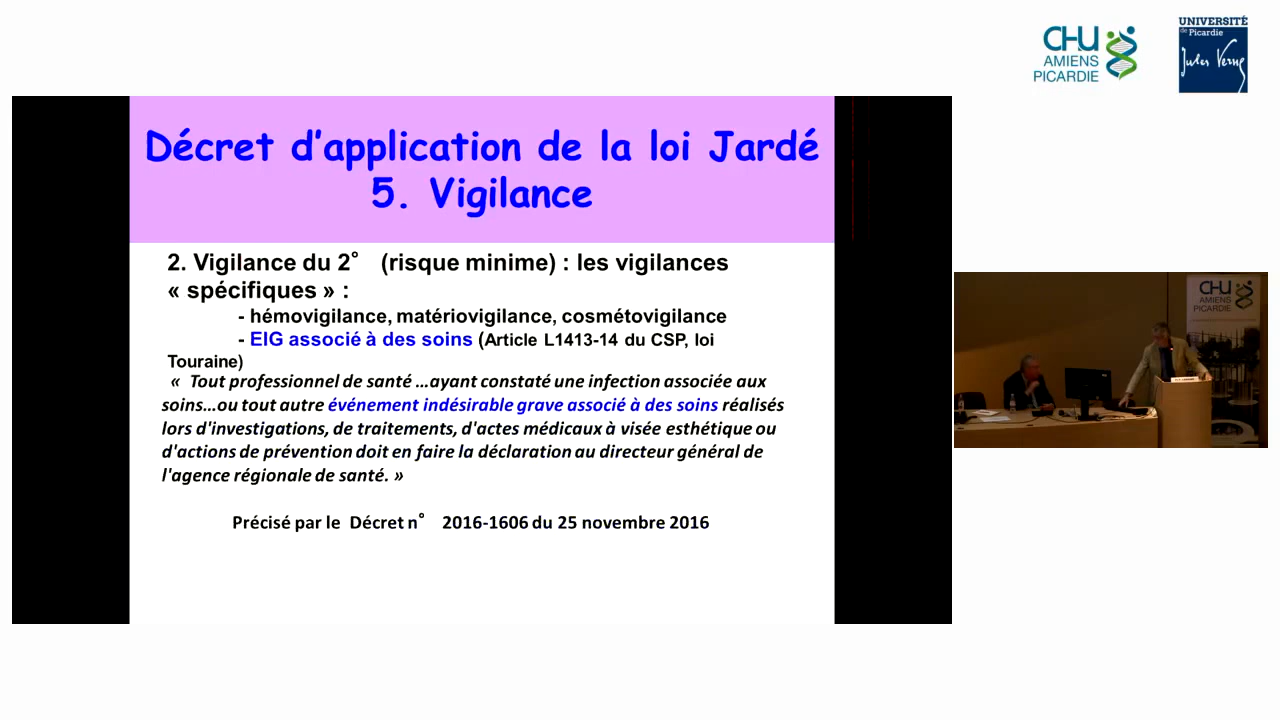 CHU
AMIENS
PICARDIE
UNIVERSITÉ
de Picardie
Jules Verne
Décret d'application de la loi Jardé
5. Vigilance
2. Vigilance du 2° (risque minime) : les vigilances
« spécifiques » :
- hémovigilance, matériovigilance, cosmétovigilance
- EIG associé à des soins (Article L1413-14 du CSP, loi
Touraine)
« Tout professionnel de santé ...ayant constaté une infection associée aux
soins...ou tout autre événement indésirable grave associé à des soins réalisés
lors d'investigations, de traitements, d'actes médicaux à visée esthétique ou
d'actions de prévention doit en faire la déclaration au directeur général de
l'agence régionale de santé. »
Précisé par le Décret n° 2016-1606 du 25 novembre 2016
CHU
AMIENS
PICARDIE